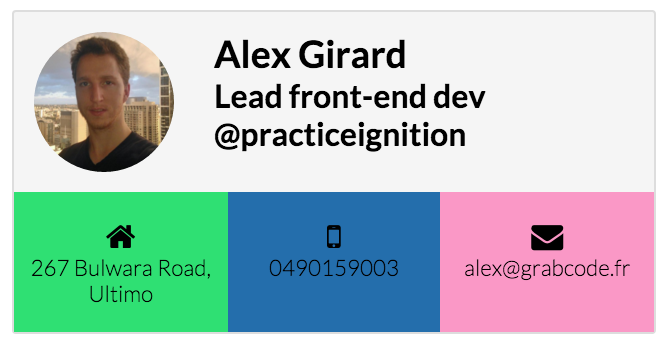 Alex Girard
Lead front-end dev
@practiceignition
267 Bulwara Road,
Ultimo
0490159003
alex@grabcode.fr